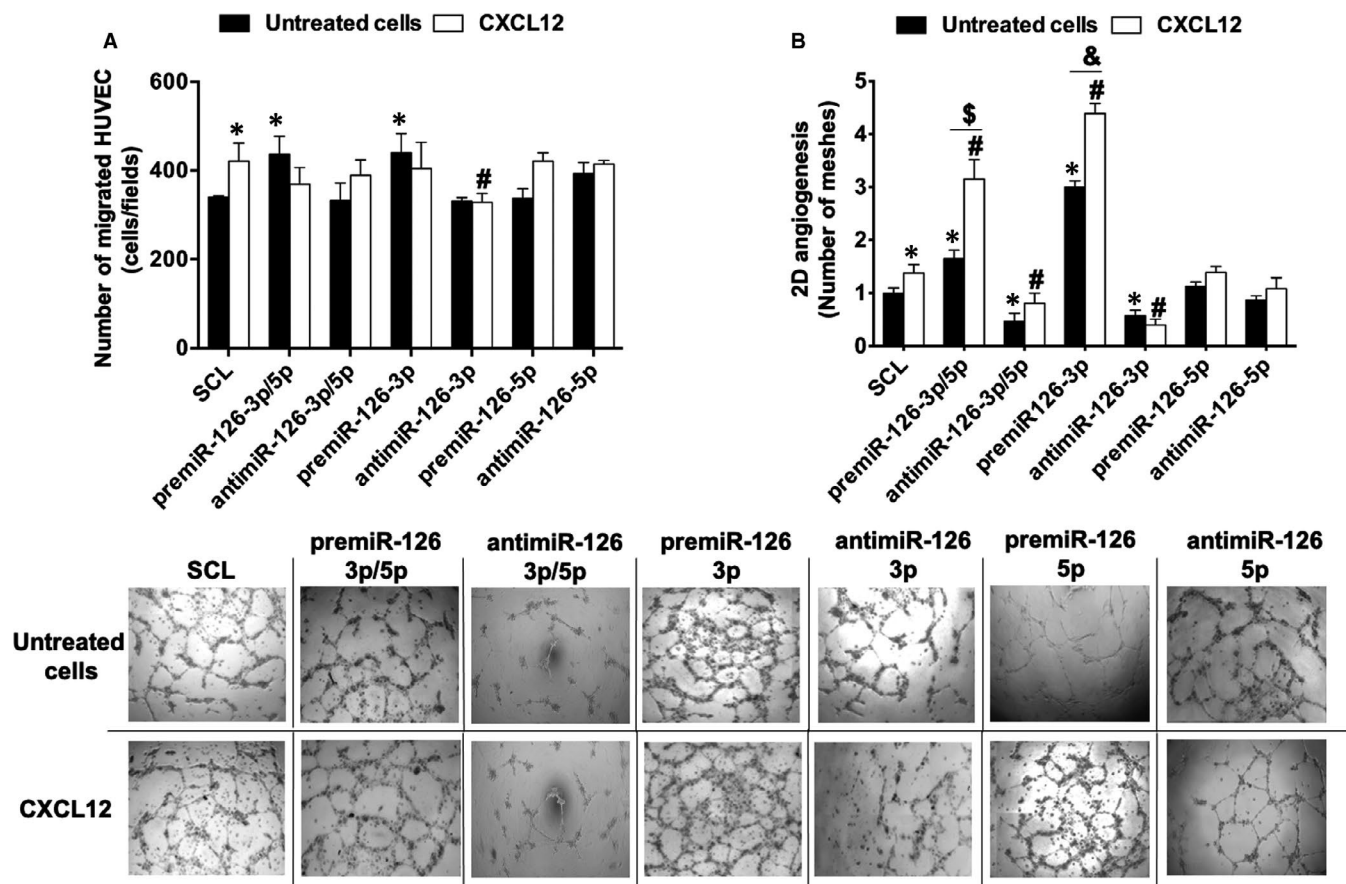 A
Untreated cells CXCL12
Number of migrated HUVEC
(cells/fields)
600
400
200
0
* * * #
SCL
premiR-126-3p/5p
antimiR-126-3p/5p
premiR-126-3p
antimiR-126-3p
premiR-126-5p
antimiR-126-5p
B
Untreated cells CXCL12
2D angiogenesis
(Number of meshes)
5
4
3
2
1
0
* * # $ * # * # & * #
SCL
premiR-126-3p/5p
antimiR-126-3p/5p
premiR126-3p
antimiR-126-3p
premiR-126-5p
antimiR-126-5p
SCL
premiR-126
3p/5p
antimiR-126
3p/5p
premiR-126
3p
antimiR-126
3p
premiR-126
5p
antimiR-126
5p
Untreated
cells
CXCL12